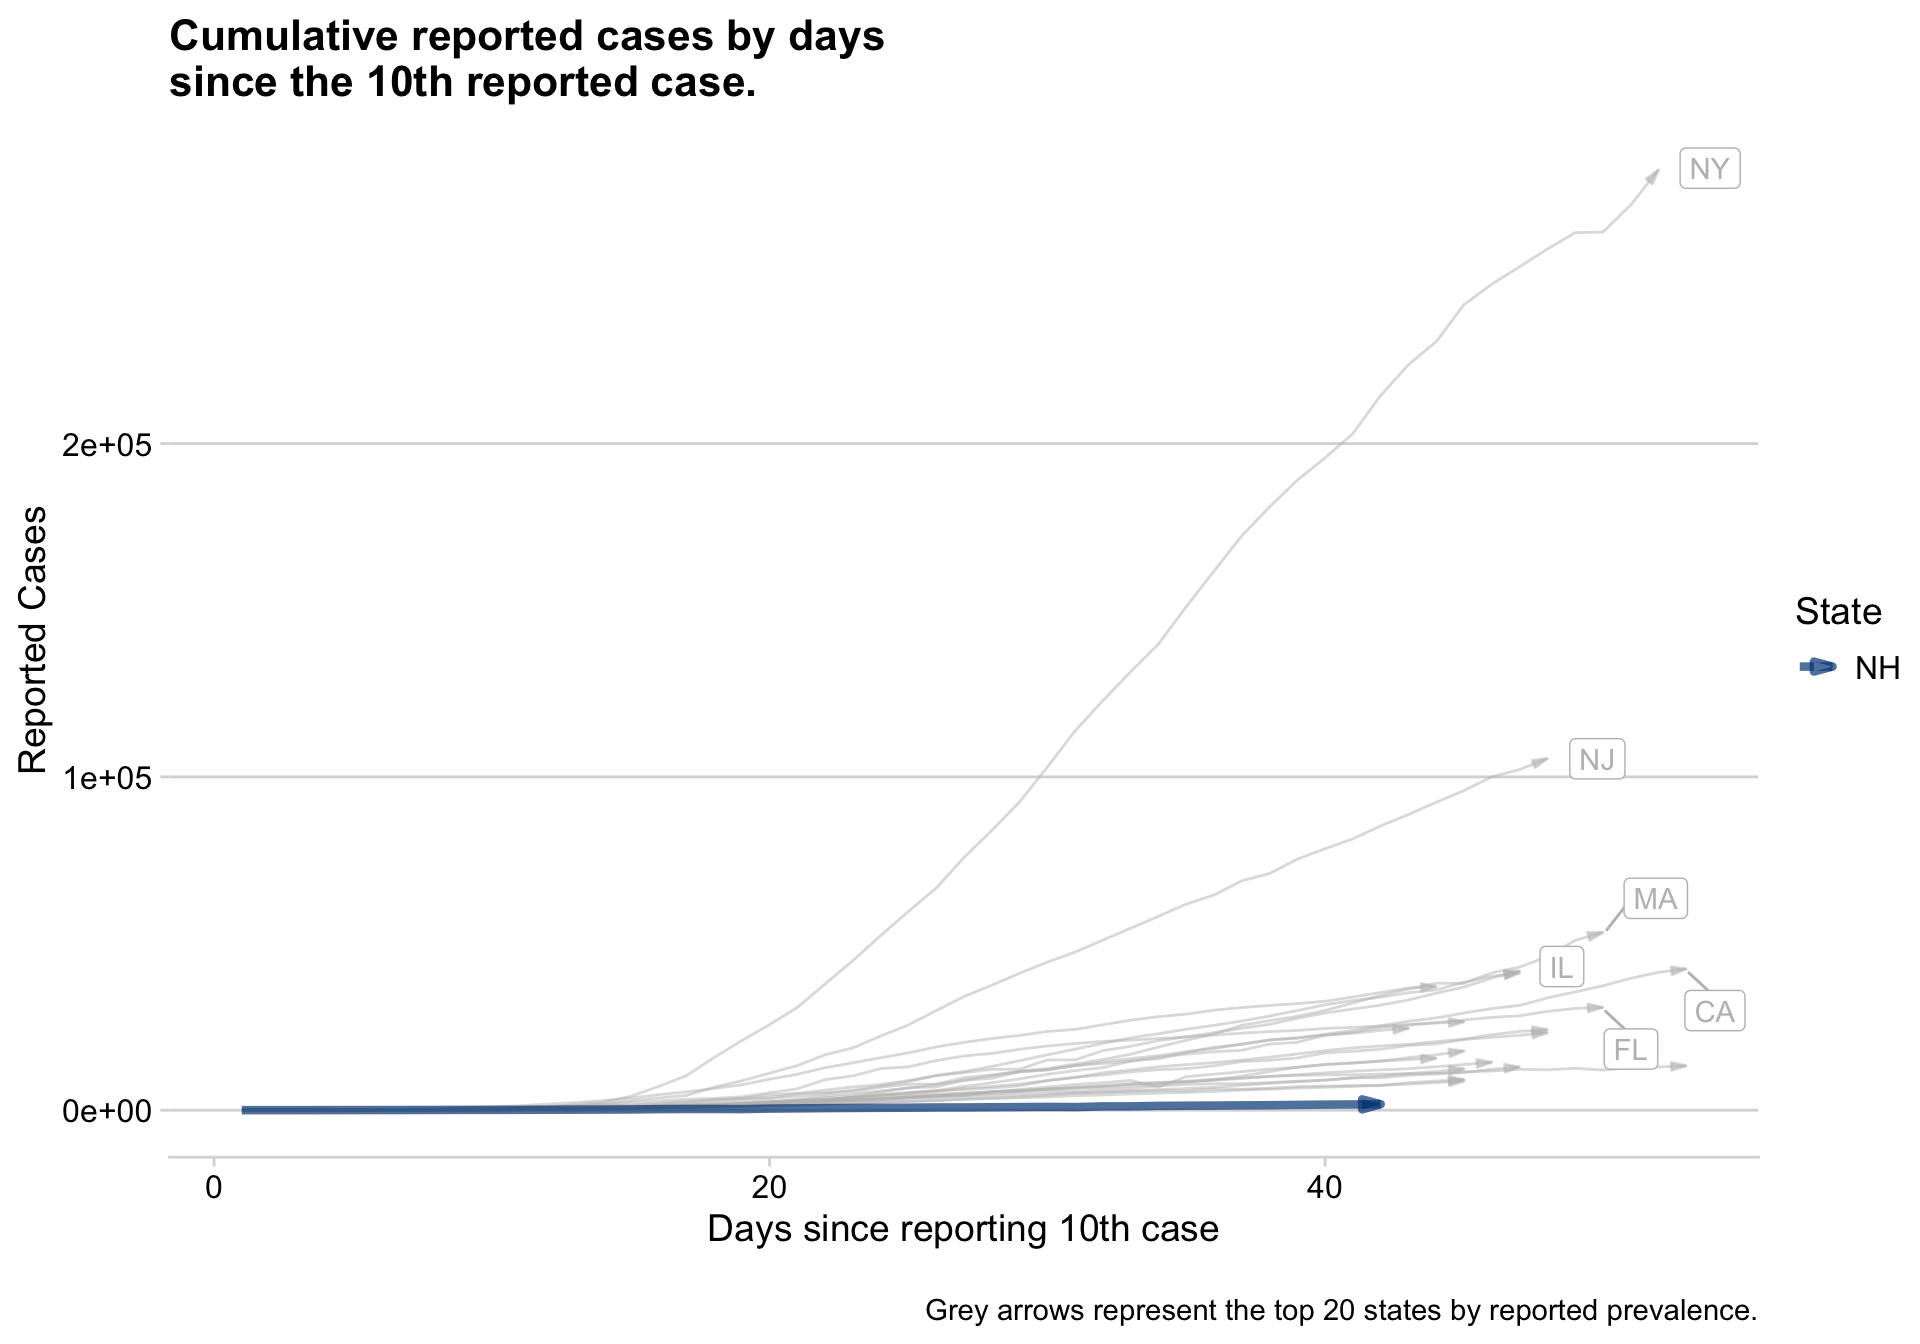 Cumulative reported cases by days
since the 10th reported case.
NY
2e+05
Reported Cases
State
NH
NJ
1e+05
MA
IL
CA
FL
0e+00
0
20
40
Days since reporting 10th case
Grey arrows represent the top 20 states by reported prevalence.